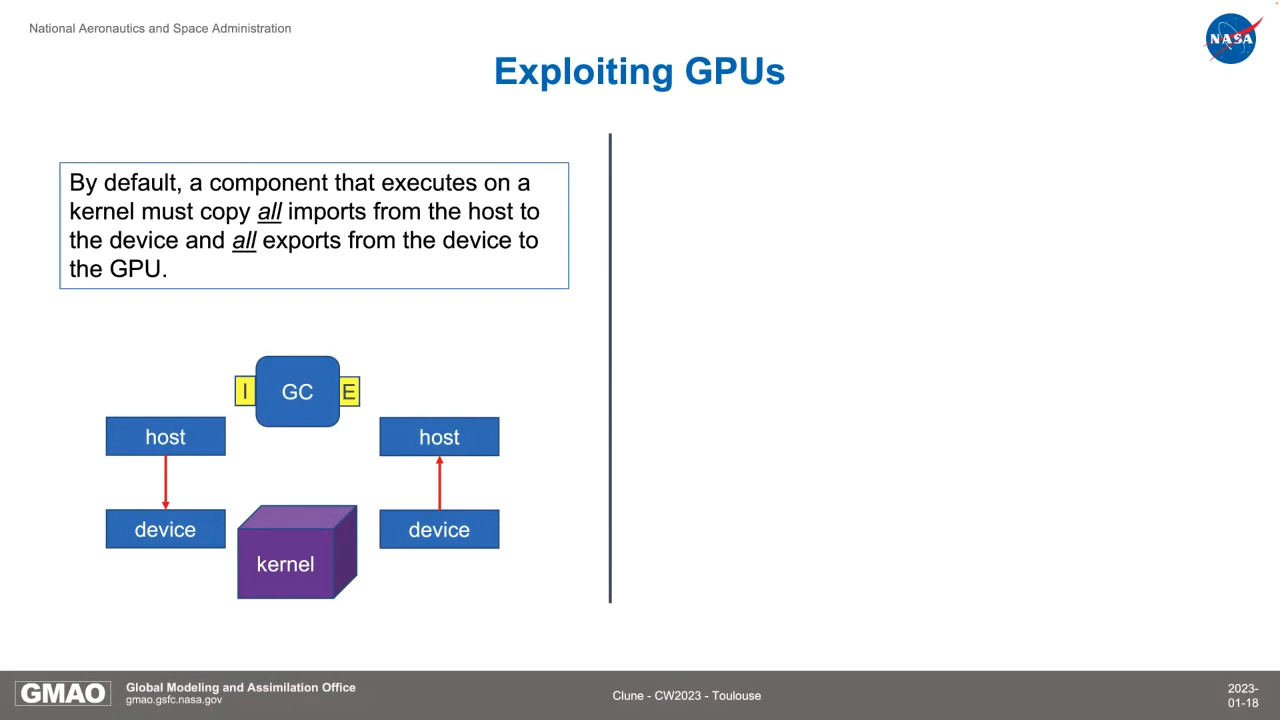 National Aeronautics and Space Administration
NASA
Exploiting GPUs
By default, a component that executes on a
kernel must copy all imports from the host to
the device and all exports from the device to
the GPU.
I
GC
E
host
host
device
device
kernel
GMAO
Global Modeling and Assimilation Office
gmao.gsfc.nasa.gov
Clune - CW2023 - Toulouse
2023-
01-18